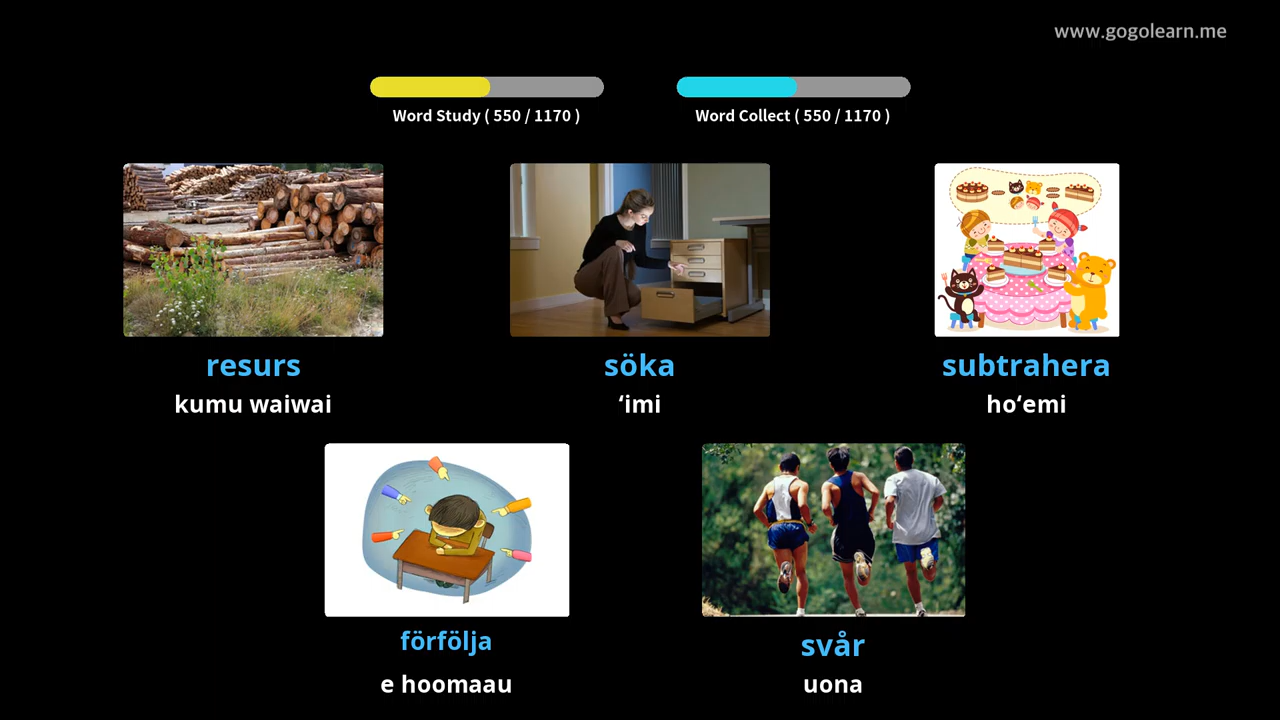 www.gogolearn.me
Word Study ( 550 / 1170 )
Word Collect ( 550 / 1170 )
resurs
söka
subtrahera
kumu waiwai
ʻimi
hoʻemi
förfölja
svår
e hoomaau
uona